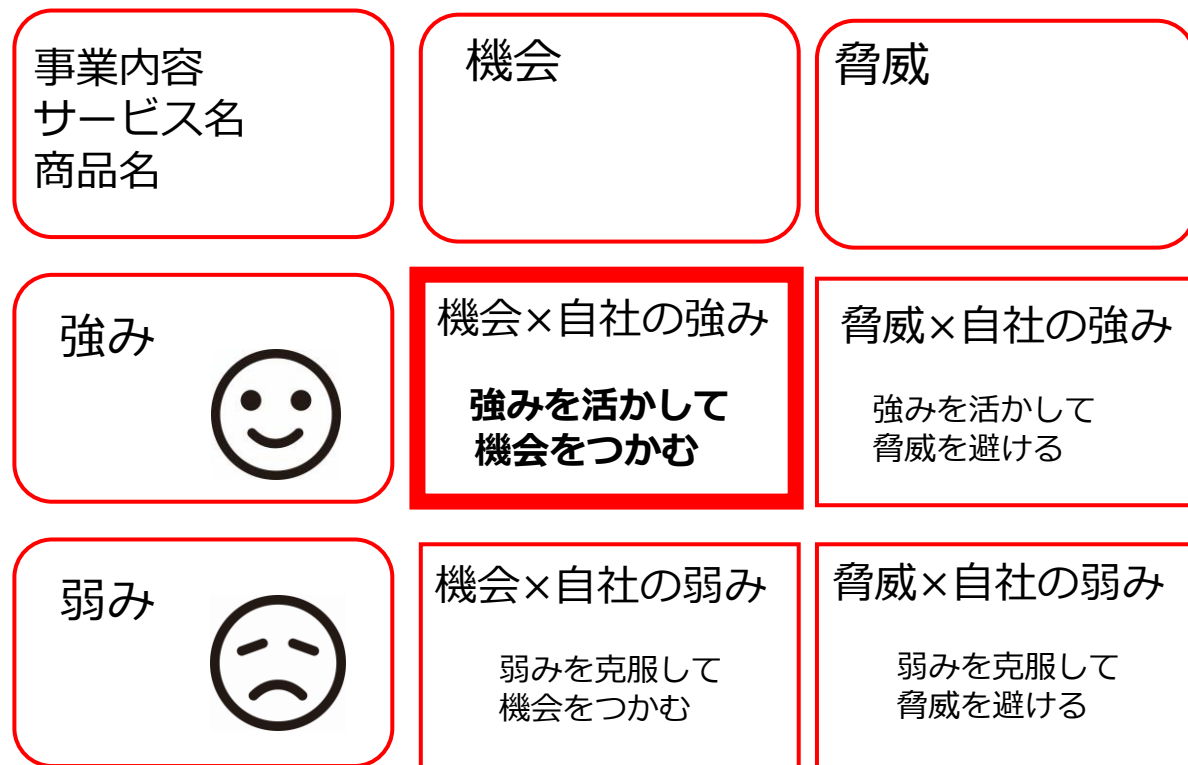 事業内容
サービス名
商品名
機会
脅威
強み
機会×自社の強み
強みを活かして
機会をつかむ
脅威×自社の強み
強みを活かして
脅威を避ける
弱み
機会×自社の弱み
弱みを克服して
機会をつかむ
脅威×自社の弱み
弱みを克服して
脅威を避ける